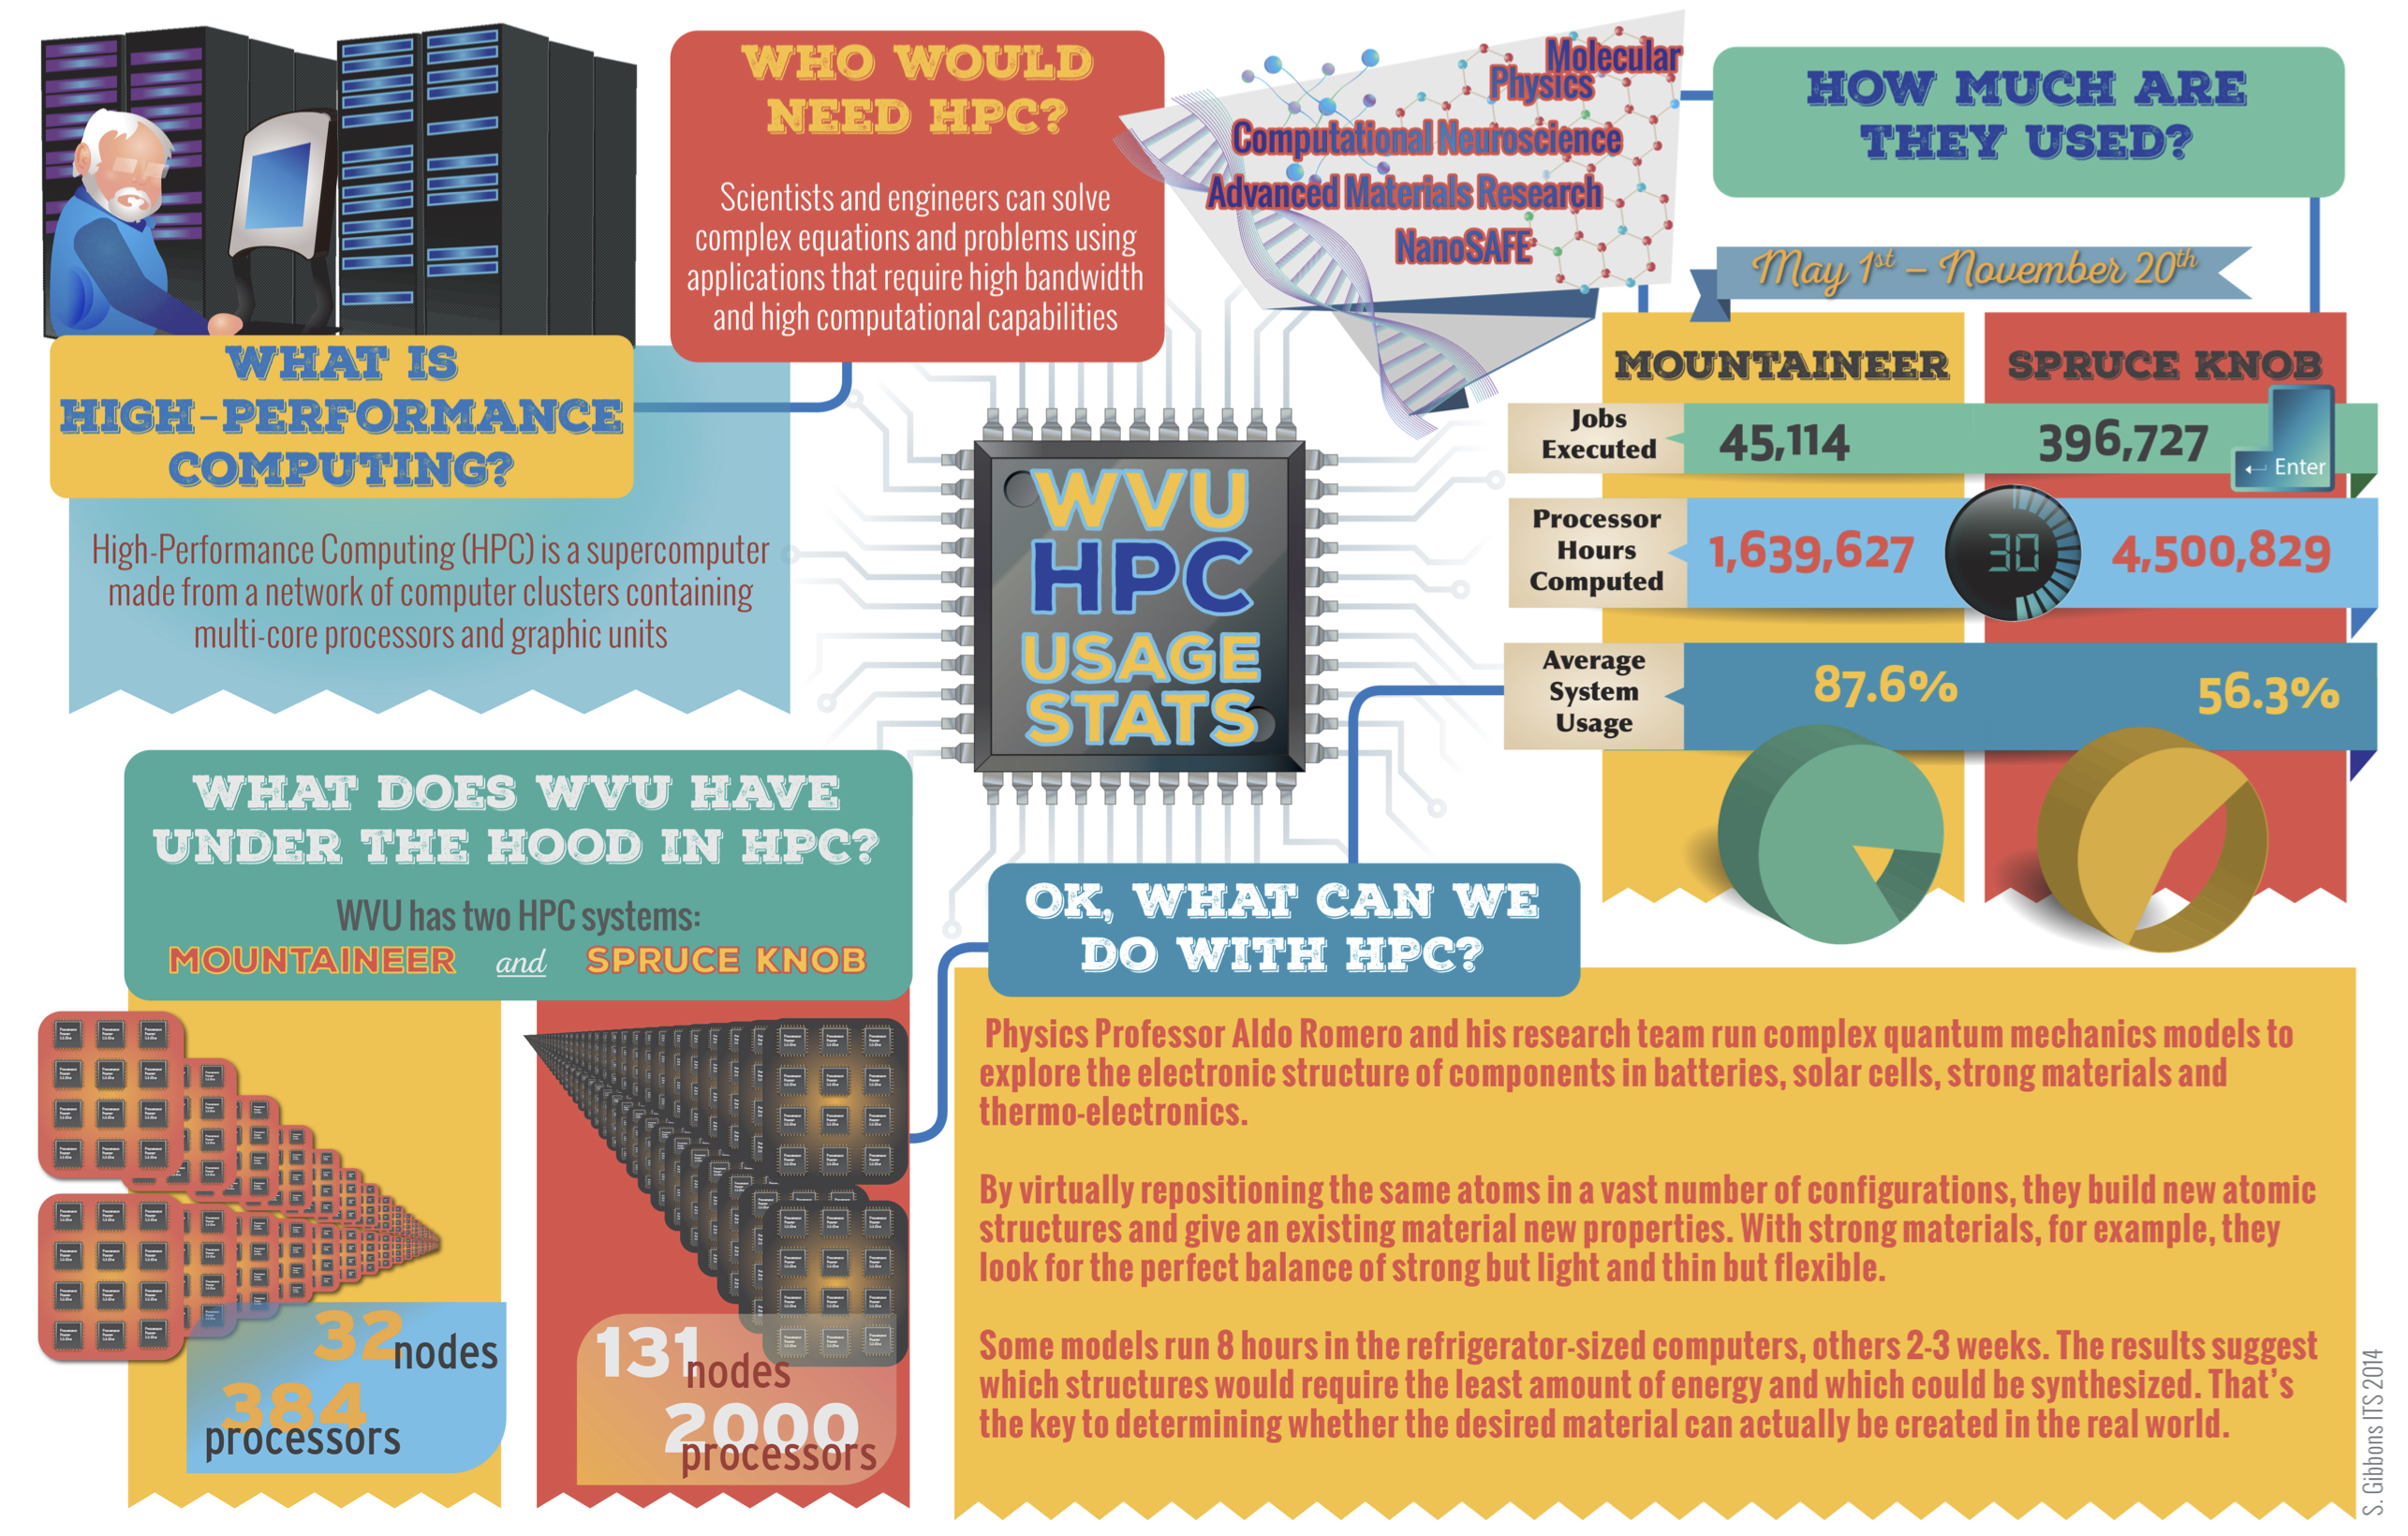 WHAT IS
HIGH-PERFORMANCE
COMPUTING?
High-Performance Computing (HPC) is a supercomputer
made from a network of computer clusters containing
multi-core processors and graphic units
WHO WOULD
NEED HPC?
Scientists and engineers can solve
complex equations and problems using
applications that require high bandwidth
and high computational capabilities
Molecular
Physics
Computational Neuroscience
Advanced Materials Research
NanoSAFE
HOW MUCH ARE
THEY USED?
May 1st – November 20th
MOUNTAINEER
SPRUCE KNOB
Jobs
Executed
45,114
396,727
← Enter
Processor
Hours
Computed
1,639,627
30
4,500,829
Average
System
Usage
87.6%
56.3%
WVU
HPC
USAGE
STATS
WHAT DOES WVU HAVE
UNDER THE HOOD IN HPC?
WVU has two HPC systems:
MOUNTAINEER and SPRUCE KNOB
32 nodes
384
processors
131 nodes
2000
processors
OK, WHAT CAN WE
DO WITH HPC?
Physics Professor Aldo Romero and his research team run complex quantum mechanics models to
explore the electronic structure of components in batteries, solar cells, strong materials and
thermo-electronics.
By virtually repositioning the same atoms in a vast number of configurations, they build new atomic
structures and give an existing material new properties. With strong materials, for example, they
look for the perfect balance of strong but light and thin but flexible.
Some models run 8 hours in the refrigerator-sized computers, others 2-3 weeks. The results suggest
which structures would require the least amount of energy and which could be synthesized. That's
the key to determining whether the desired material can actually be created in the real world.
S. Gibbons ITS 2014